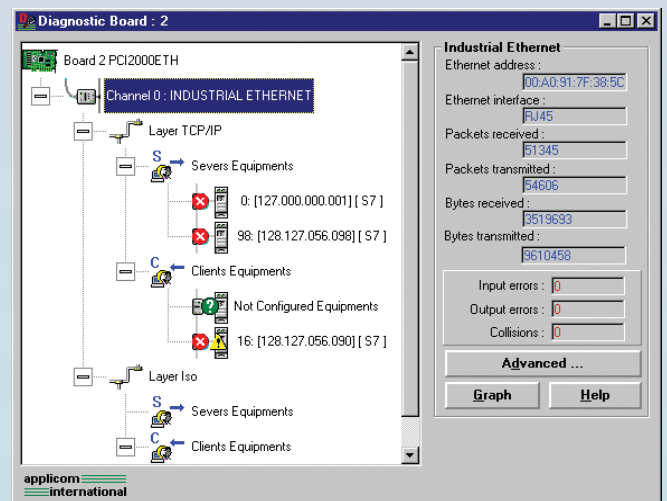 Diagnostic Board : 2
Board 2 PCI2000ETH
Channel 0 : INDUSTRIAL ETHERNET
Layer TCP/IP
S
Severs Equipments
0: [127.000.000.001] [ S7 ]
98: [128.127.056.098] [ S7 ]
C
Clients Equipments
Not Configured Equipments
16: [128.127.056.090] [ S7 ]
Layer Iso
S
Severs Equipments
C
Clients Equipments
Industrial Ethernet
Ethernet address :
00:A0:91:7F:38:5C
Ethernet interface :
RJ45
Packets received :
51345
Packets transmitted :
54606
Bytes received :
3519693
Bytes transmitted :
9610458
Input errors : 0
Output errors : 0
Collisions : 0
Advanced ...
Graph
Help
applicom
international